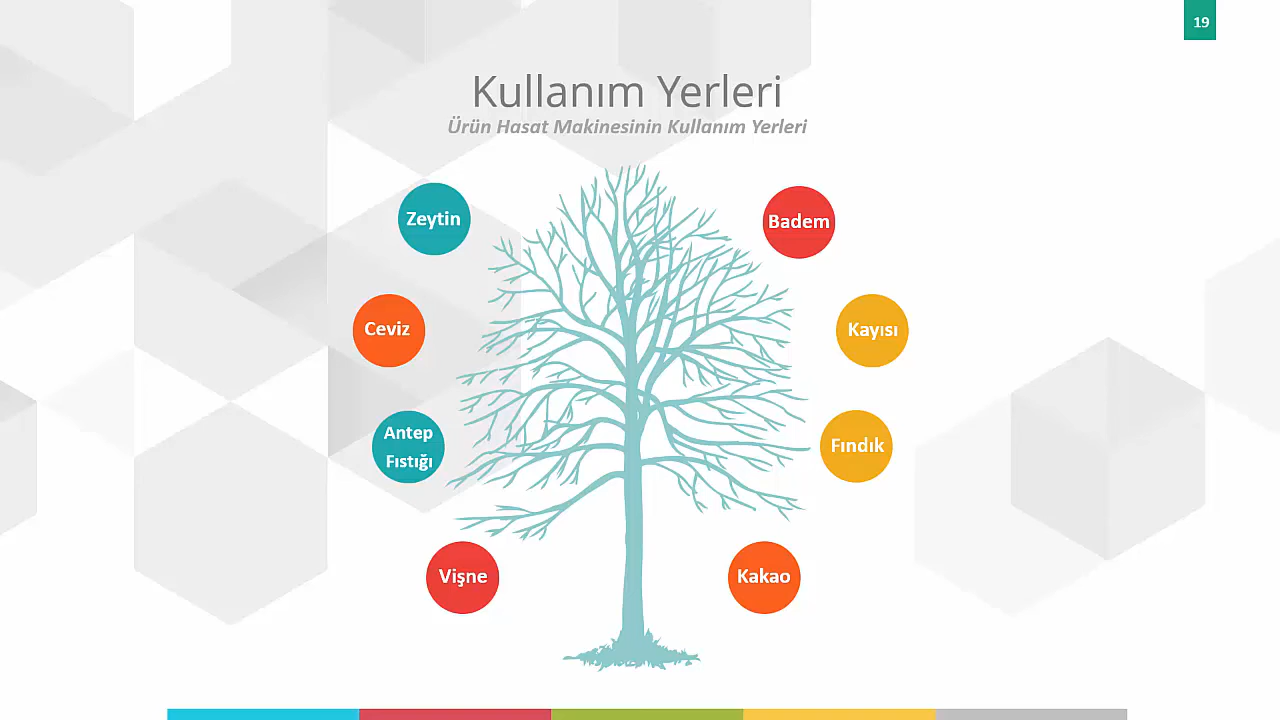 19
Kullanım Yerleri
Ürün Hasat Makinesinin Kullanım Yerleri
Zeytin
Badem
Ceviz
Kayısı
Antep
Fıstığı
Fındık
Vişne
Kakao